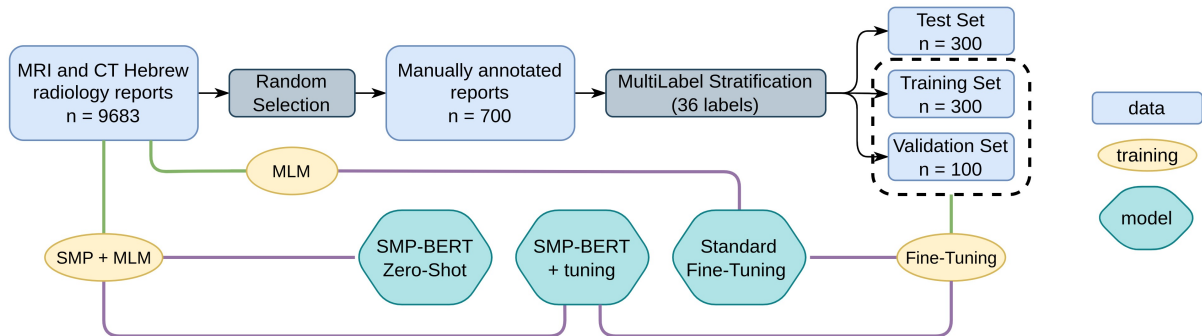 MRI and CT Hebrew
radiology reports
n = 9683
Random
Selection
Manually annotated
reports
n = 700
MultiLabel Stratification
(36 labels)
Test Set
n = 300
Training Set
n = 300
Validation Set
n = 100
data
training
model
MLM
SMP + MLM
SMP-BERT
Zero-Shot
SMP-BERT
+ tuning
Standard
Fine-Tuning
Fine-Tuning